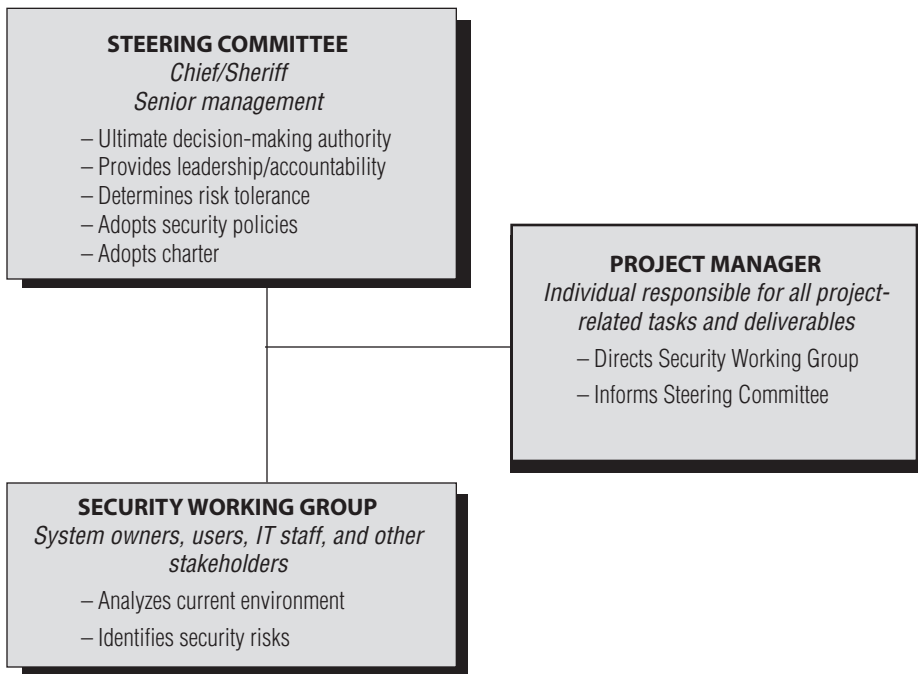 STEERING COMMITTEE
Chief/Sheriff
Senior management
– Ultimate decision-making authority
– Provides leadership/accountability
– Determines risk tolerance
– Adopts security policies
– Adopts charter
PROJECT MANAGER
Individual responsible for all project-
related tasks and deliverables
– Directs Security Working Group
– Informs Steering Committee
SECURITY WORKING GROUP
System owners, users, IT staff, and other
stakeholders
– Analyzes current environment
– Identifies security risks